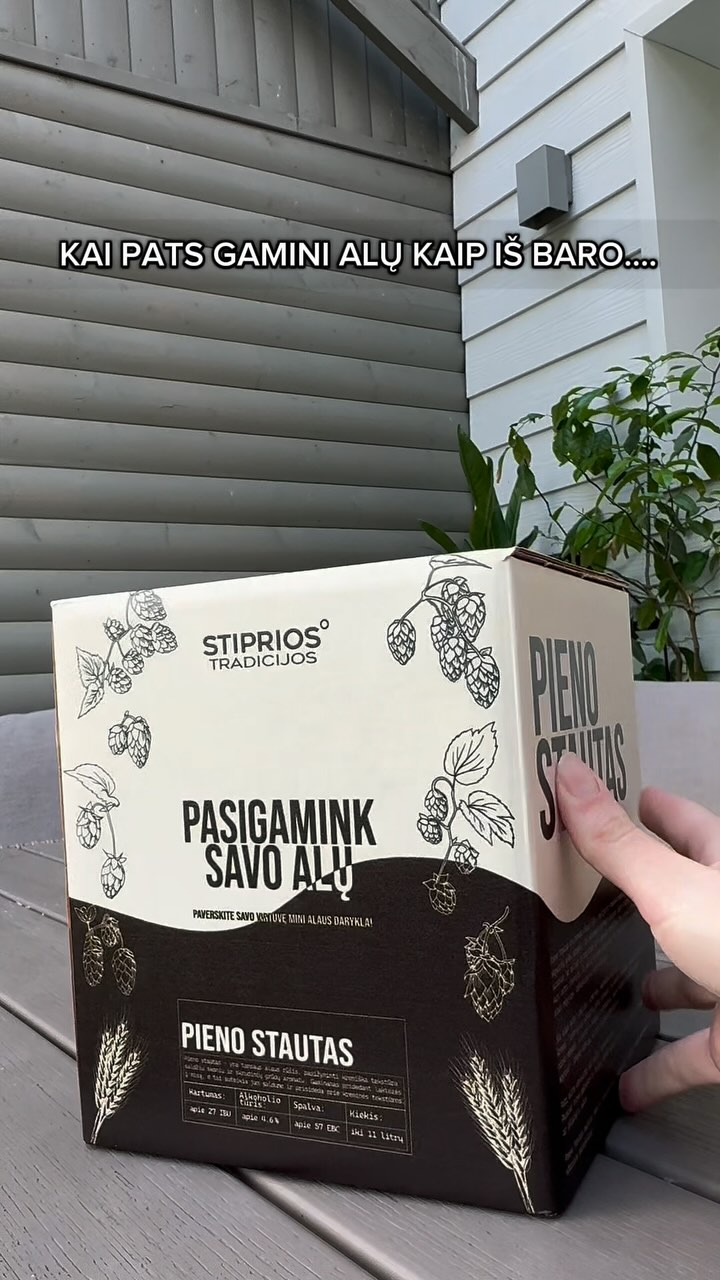 KAI PATS GAMINI ALŲ KAIP IŠ BARO....
STIPRIOS°
TRADICIJOS
PASIGAMINK
SAVO ALŲ
PAVERSKITE SAVO VIRTUVĘ MINI ALAUS DARYKLA!
PIENO STAUTAS
Kartumas: Alkoholio tūris: Spalva: Kiekis:
apie 27 IBU apie 4.6% apie 57 EBC iki 11 litrų
PIENO
STAUTAS